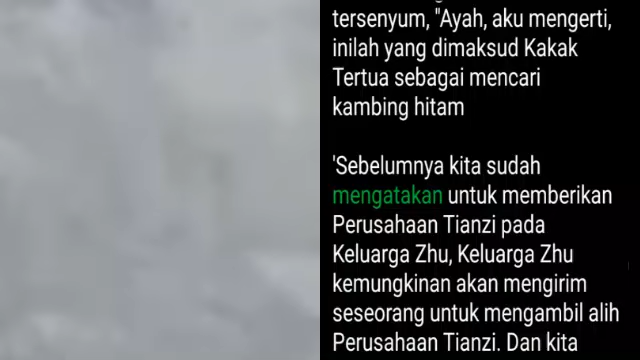 tersenyum, "Ayah, aku mengerti,
inilah yang dimaksud Kakak
Tertua sebagai mencari
kambing hitam
'Sebelumnya kita sudah
mengatakan untuk memberikan
Perusahaan Tianzi pada
Keluarga Zhu, Keluarga Zhu
kemungkinan akan mengirim
seseorang untuk mengambil alih
Perusahaan Tianzi. Dan kita